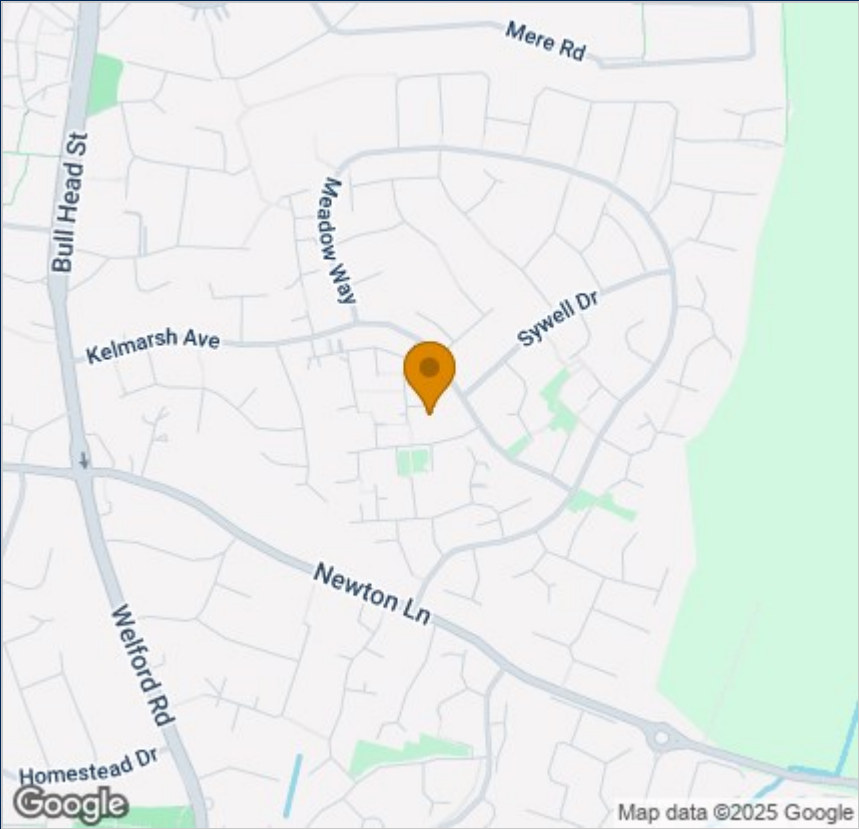 Mere Rd
Bull Head St
Meadow Way
Sywell Dr
Kelmarsh Ave
Newton Ln
Welford Rd
Homestead Dr
Google
Map data ©2025 Google